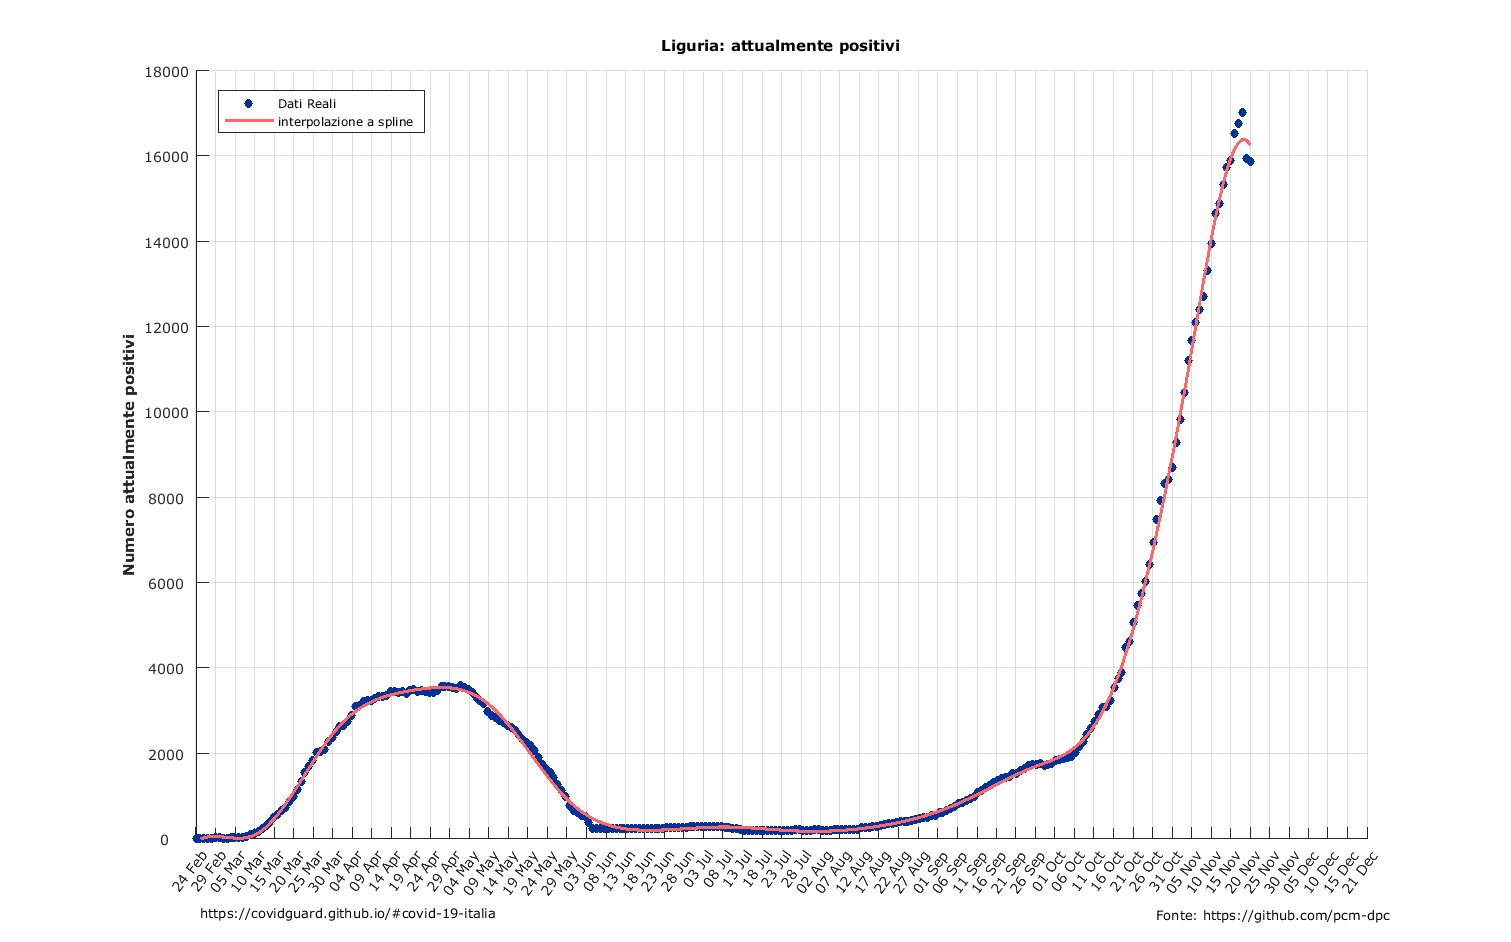 Liguria: attualmente positivi
18000
16000
14000
12000
10000
8000
6000
4000
2000
0
Numero attualmente positivi
Dati Reali
interpolazione a spline
24 Feb
29 Feb
05 Mar
10 Mar
15 Mar
20 Mar
25 Mar
30 Mar
04 Apr
09 Apr
14 Apr
19 Apr
24 Apr
29 Apr
04 May
09 May
14 May
19 May
24 May
29 May
03 Jun
08 Jun
13 Jun
18 Jun
23 Jun
28 Jun
03 Jul
08 Jul
13 Jul
18 Jul
23 Jul
28 Jul
02 Aug
07 Aug
12 Aug
17 Aug
22 Aug
27 Aug
01 Sep
06 Sep
11 Sep
16 Sep
21 Sep
26 Sep
01 Oct
06 Oct
11 Oct
16 Oct
21 Oct
26 Oct
31 Oct
05 Nov
10 Nov
15 Nov
20 Nov
25 Nov
30 Nov
05 Dec
10 Dec
15 Dec
21 Dec
https://covidguard.github.io/#covid-19-italia
Fonte: https://github.com/pcm-dpc